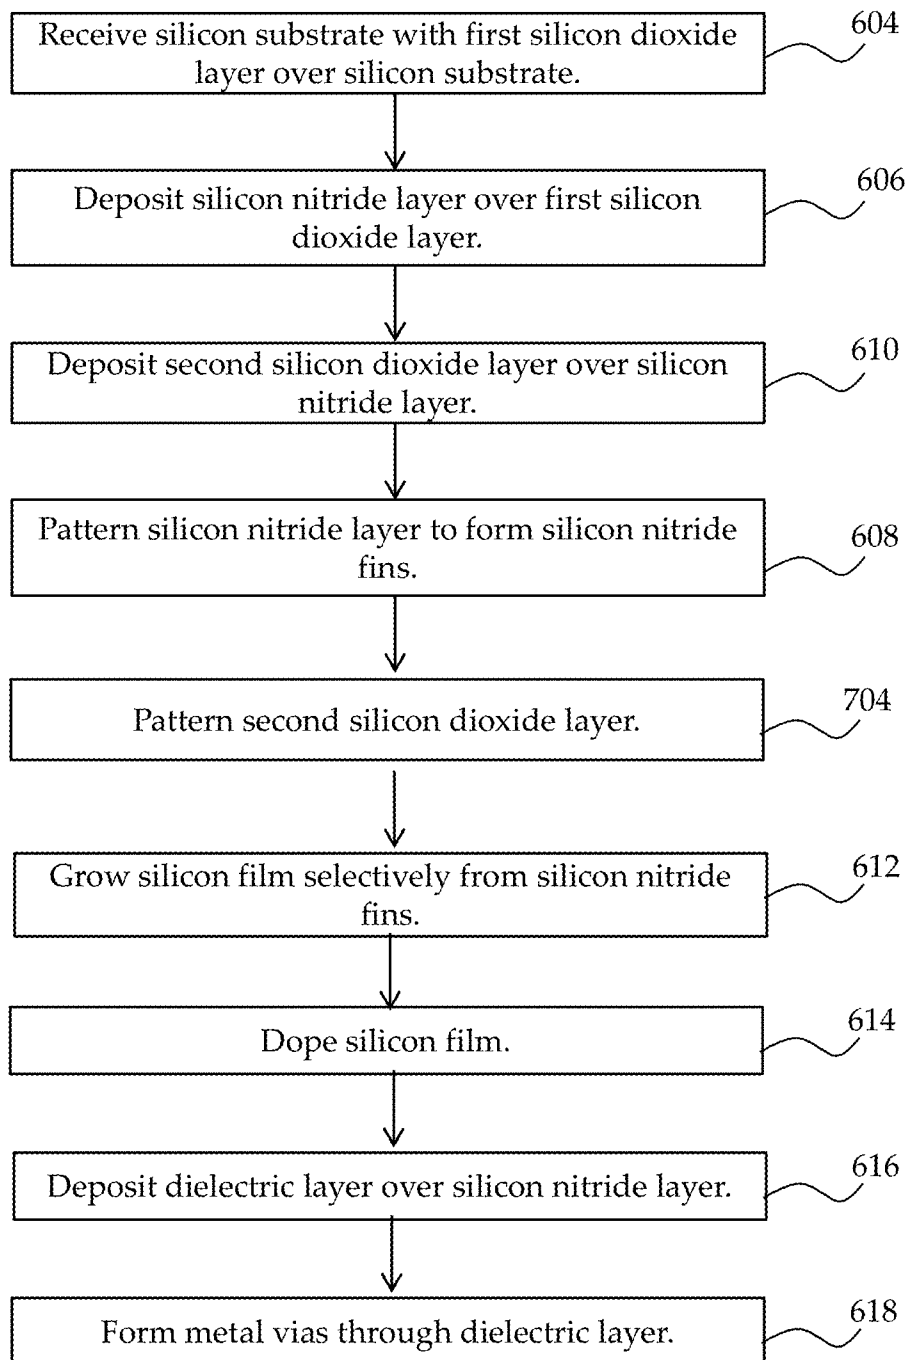 Receive silicon substrate with first silicon dioxide
layer over silicon substrate.
604
Deposit silicon nitride layer over first silicon
dioxide layer.
606
Deposit second silicon dioxide layer over silicon
nitride layer.
610
Pattern silicon nitride layer to form silicon nitride
fins.
608
Pattern second silicon dioxide layer.
704
Grow silicon film selectively from silicon nitride
fins.
612
Dope silicon film.
614
Deposit dielectric layer over silicon nitride layer.
616
Form metal vias through dielectric layer.
618